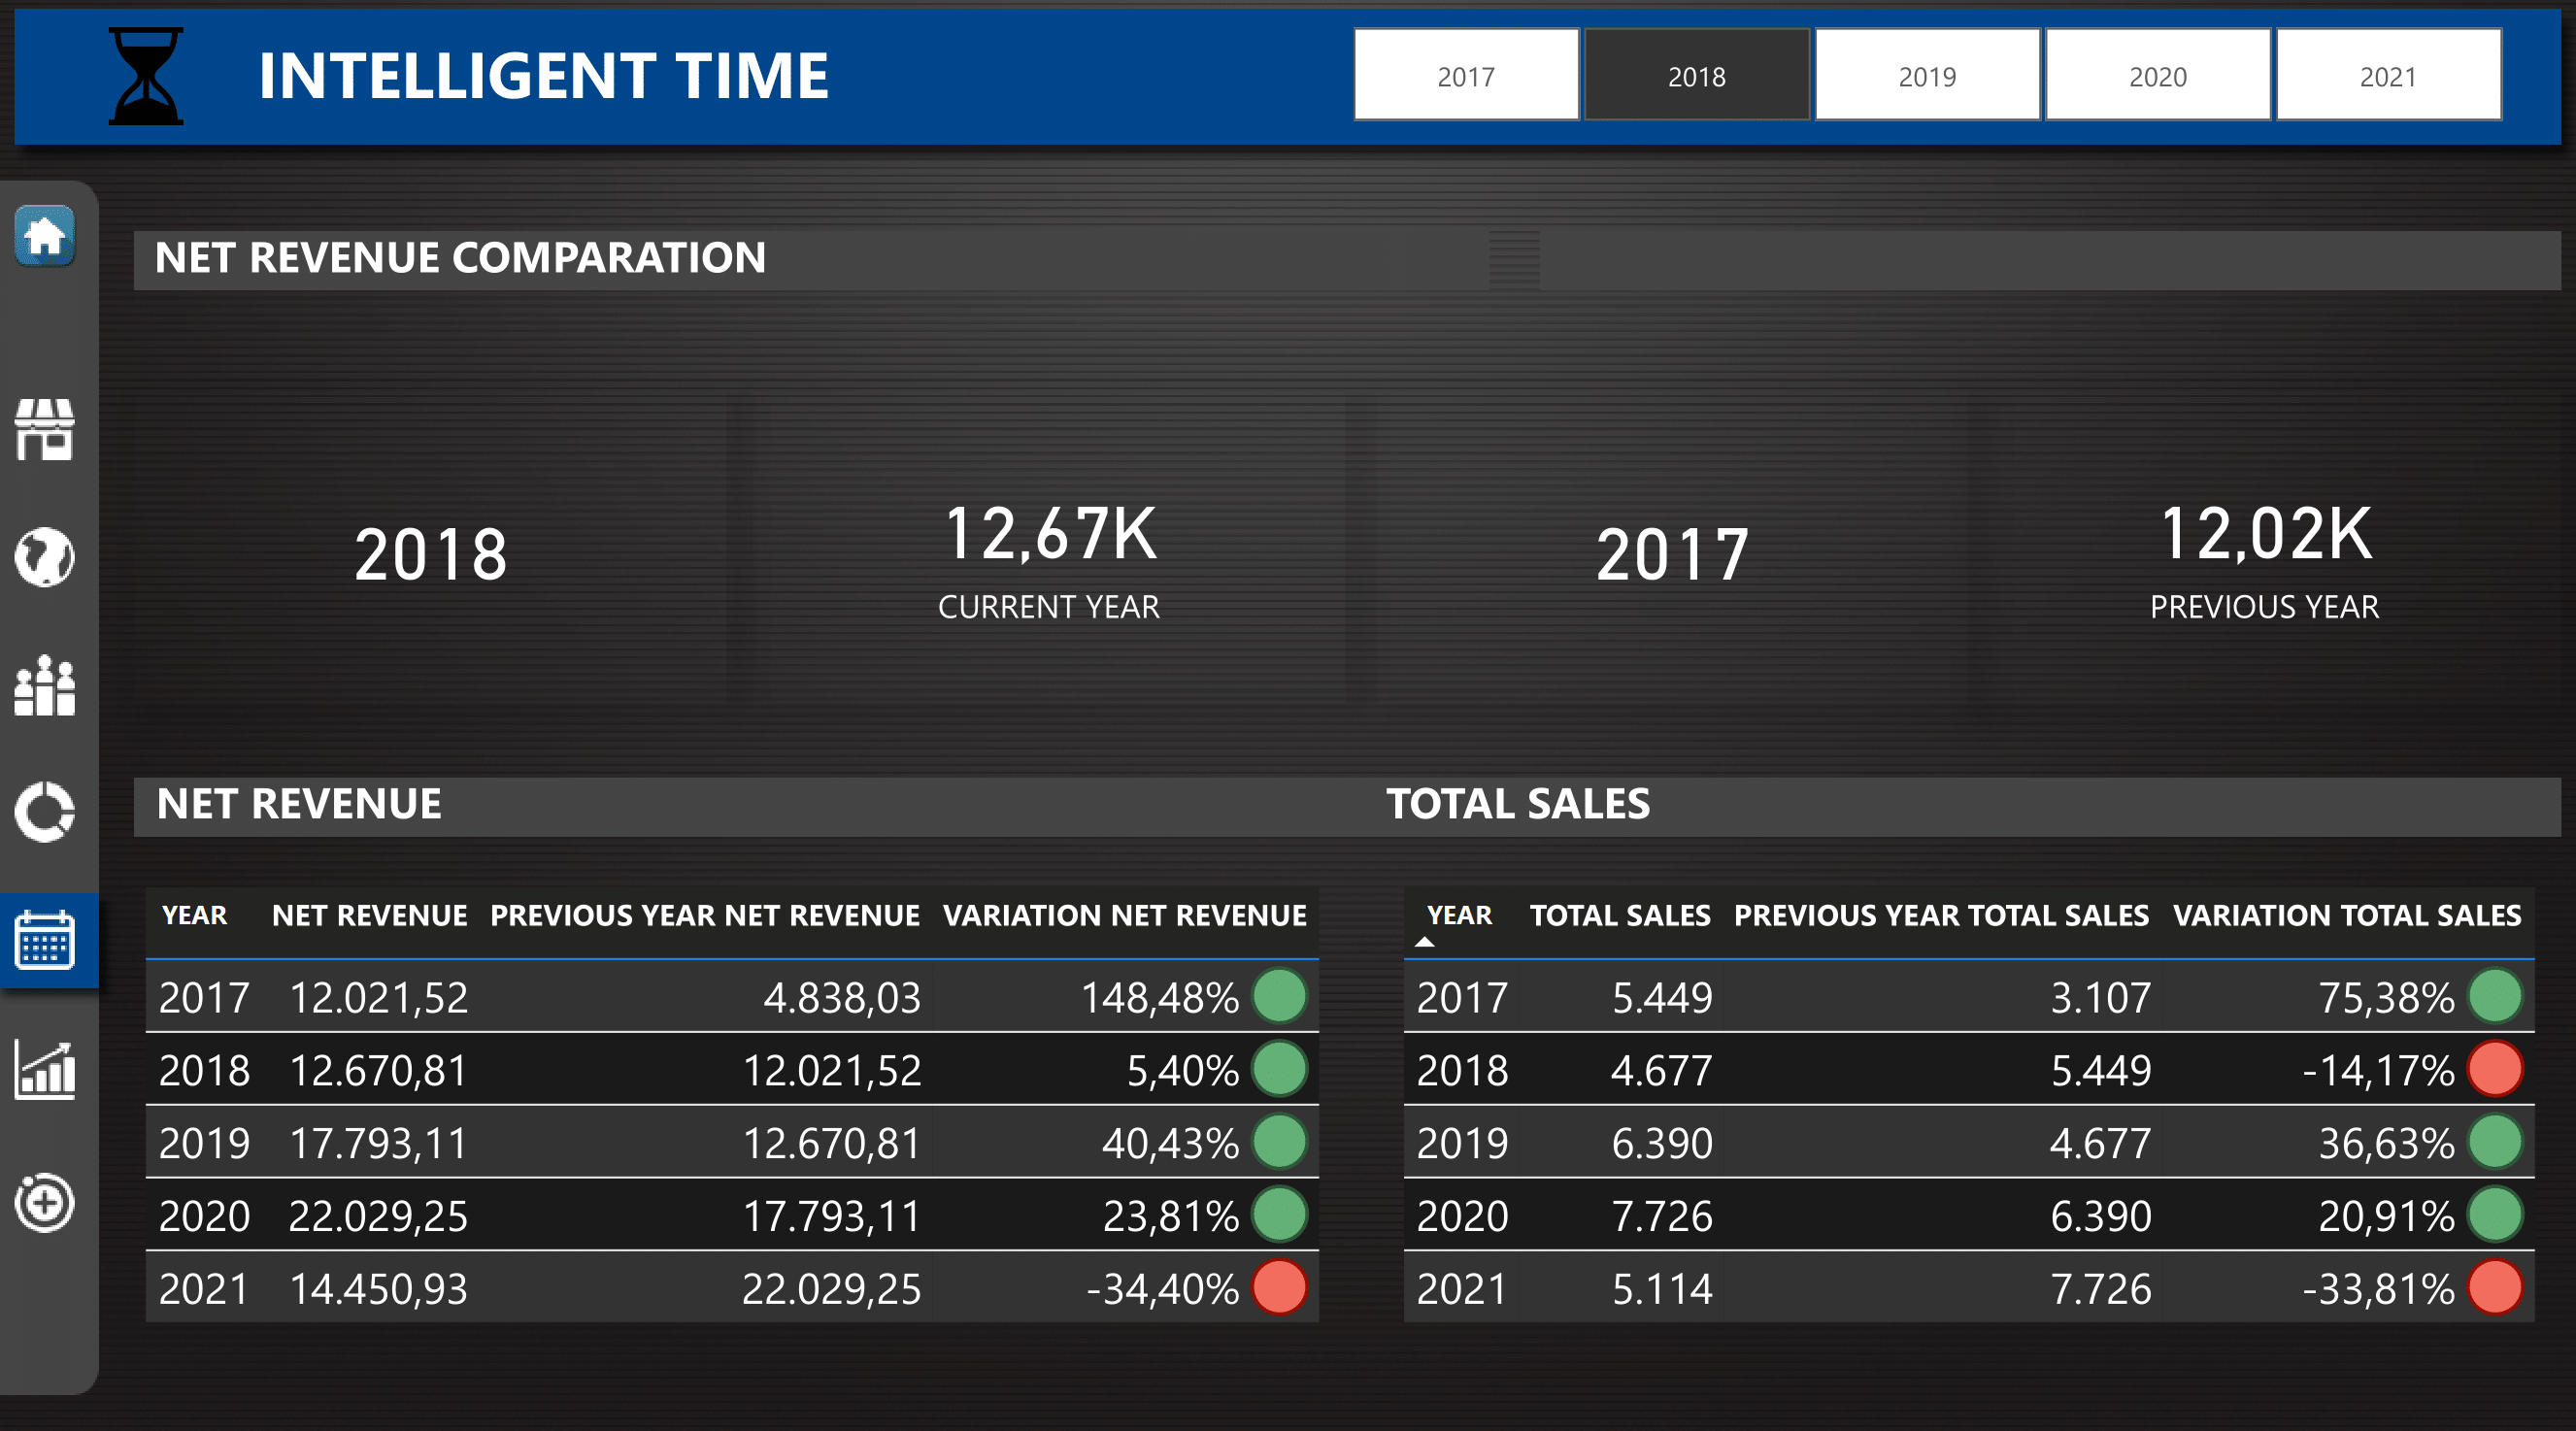 INTELLIGENT TIME
2017 2018 2019 2020 2021
NET REVENUE COMPARATION
2018
12,67K
CURRENT YEAR
2017
12,02K
PREVIOUS YEAR
NET REVENUE
YEAR NET REVENUE PREVIOUS YEAR NET REVENUE VARIATION NET REVENUE
2017 12.021,52 4.838,03 148,48%
2018 12.670,81 12.021,52 5,40%
2019 17.793,11 12.670,81 40,43%
2020 22.029,25 17.793,11 23,81%
2021 14.450,93 22.029,25 -34,40%
TOTAL SALES
YEAR TOTAL SALES PREVIOUS YEAR TOTAL SALES VARIATION TOTAL SALES
2017 5.449 3.107 75,38%
2018 4.677 5.449 -14,17%
2019 6.390 4.677 36,63%
2020 7.726 6.390 20,91%
2021 5.114 7.726 -33,81%